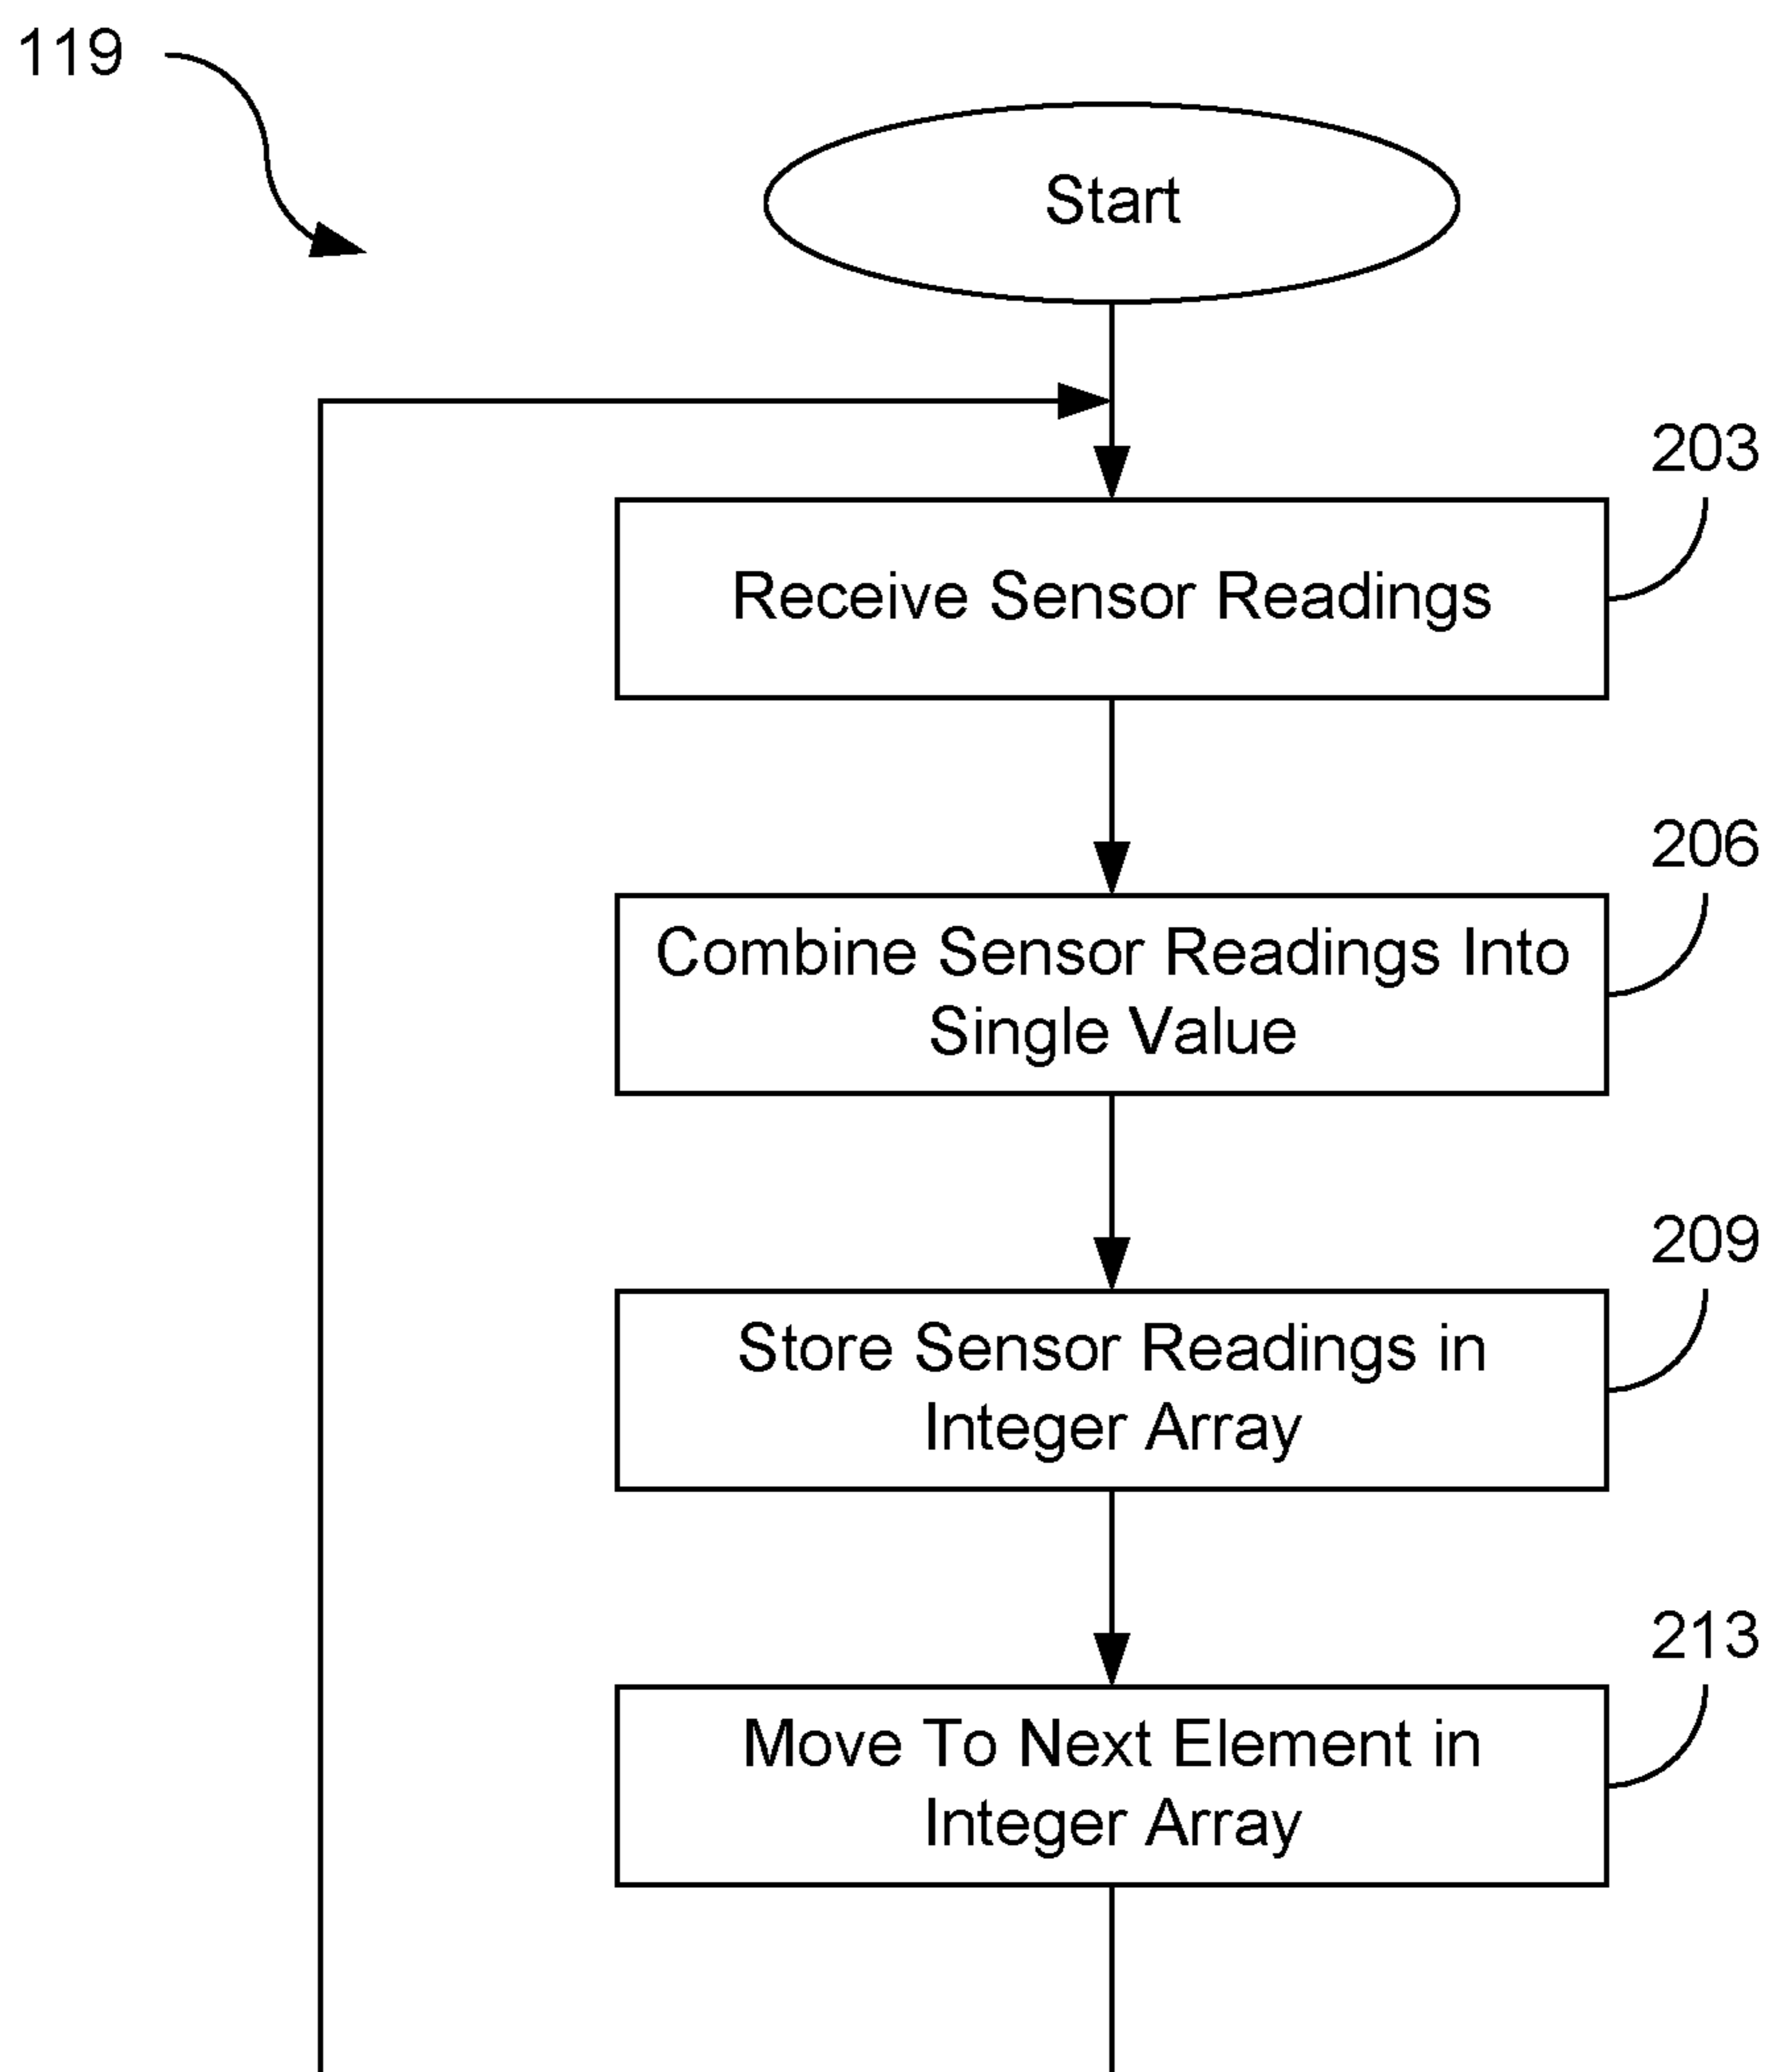 119
Start
203
Receive Sensor Readings
206
Combine Sensor Readings Into
Single Value
209
Store Sensor Readings in
Integer Array
213
Move To Next Element in
Integer Array